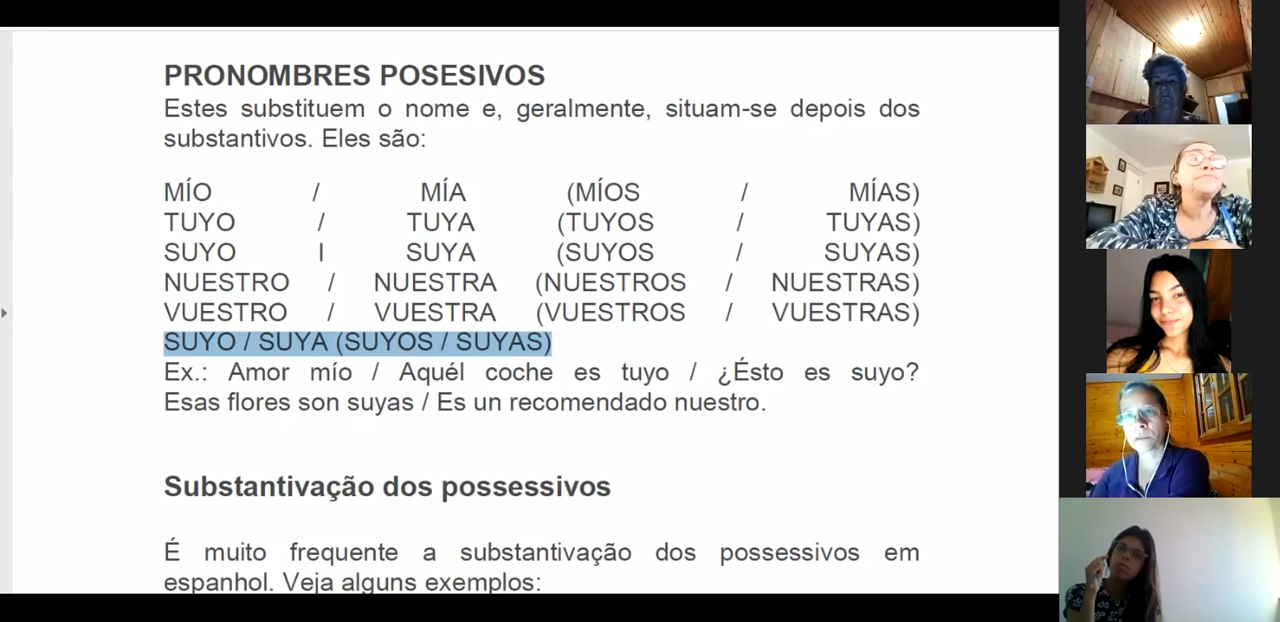 PRONOMBRES POSESIVOS
Estes substituem o nome e, geralmente, situam-se depois dos
substantivos. Eles são:
MÍO / MÍA (MÍOS / MÍAS)
TUYO / TUYA (TUYOS / TUYAS)
SUYO I SUYA (SUYOS / SUYAS)
NUESTRO / NUESTRA (NUESTROS / NUESTRAS)
VUESTRO / VUESTRA (VUESTROS / VUESTRAS)
SUYO / SUYA (SUYOS / SUYAS)
Ex.: Amor mío / Aquél coche es tuyo / ¿Ésto es suyo?
Esas flores son suyas / Es un recomendado nuestro.
Substantivação dos possessivos
É muito frequente a substantivação dos possessivos em
espanhol. Veja alguns exemplos: